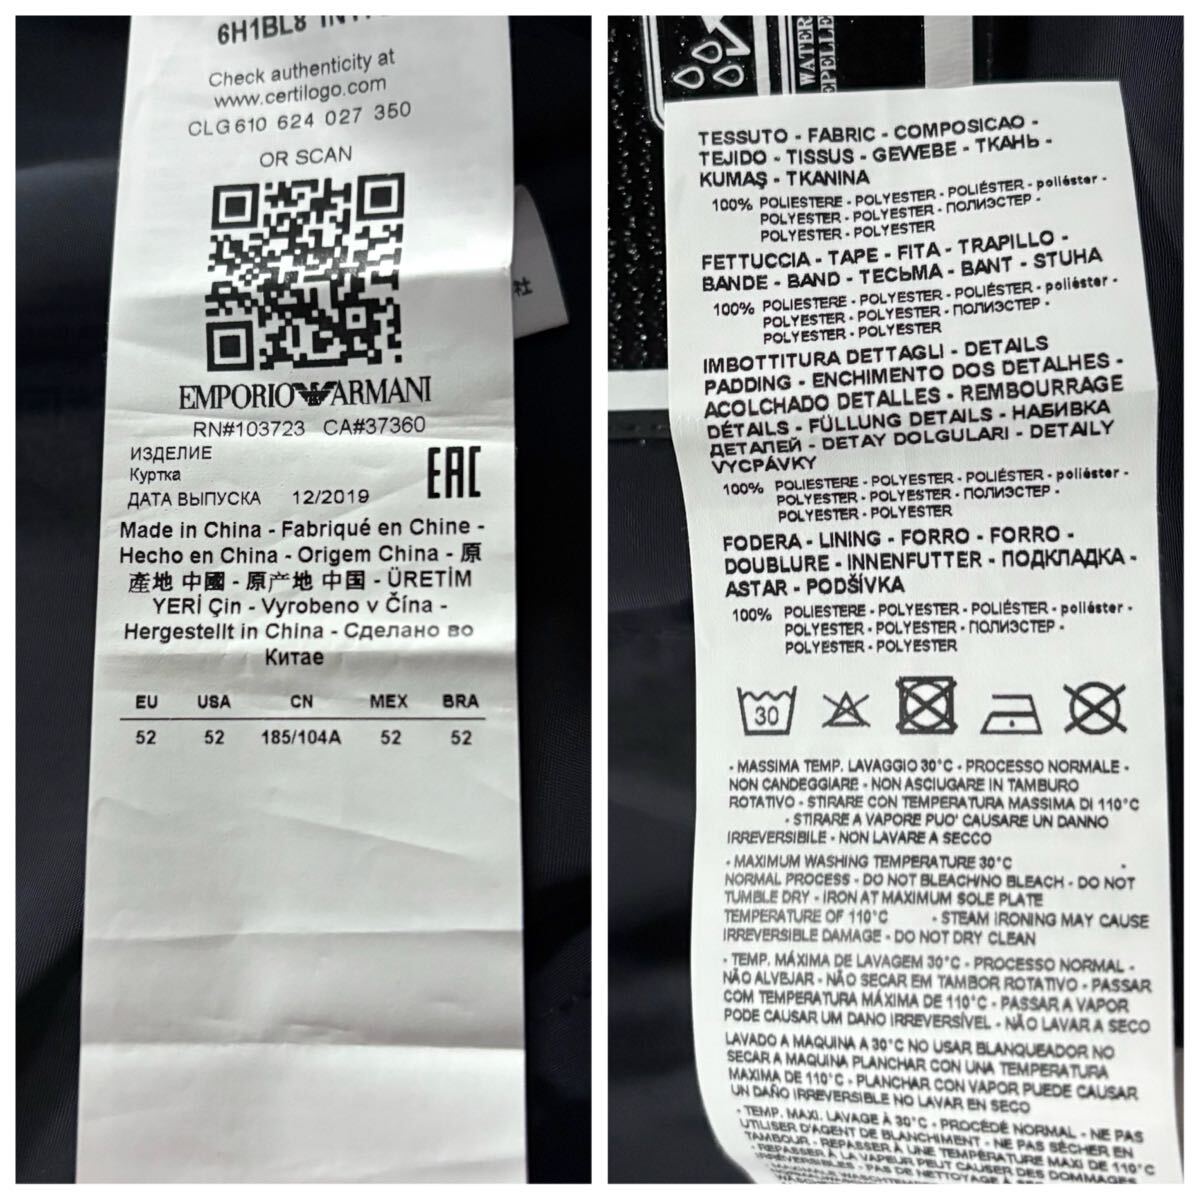 6H1BL8
Check authenticity at
www.certilogo.com
CLG 610 624 027 350
OR SCAN
EMPORIO ARMANI
RN#103723 CA#37360
ИЗДЕЛИЕ
Куртка
ДАТА ВЫПУСКА 12/2019
EAC
Made in China - Fabriqué en Chine -
Hecho en China - Origem China - 原
產地 中國 - 原产地 中国 - ÜRETİM
YERİ Çin - Vyrobeno v Čína -
Hergestellt in China - Сделано во
Китае
EU USA CN MEX BRA
52 52 185/104A 52 52
社
WATER
TESSUTO - FABRIC - COMPOSICAO -
TEJIDO - TISSUS - GEWEBE - ТКАНЬ -
KUMAŞ - TKANINA
100% POLIESTERE - POLYESTER - POLIÉSTER - poliéster -
POLYESTER - POLYESTER - ПОЛИЭСТЕР -
POLYESTER - POLYESTER
FETTUCCIA - TAPE - FITA - TRAPILLO -
BANDE - BAND - ТЕСЬМА - BANT - STUHA
100% POLIESTERE - POLYESTER - POLIÉSTER - poliéster -
POLYESTER - POLYESTER - ПОЛИЭСТЕР -
POLYESTER - POLYESTER
IMBOTTITURA DETTAGLI - DETAILS
PADDING - ENCHIMENTO DOS DETALHES -
ACOLCHADO DETALLES - REMBOURRAGE
DÉTAILS - FÜLLUNG DETAILS - НАБИВКА
ДЕТАЛЕЙ - DETAY DOLGULARI - DETAILY
VYCPÁVKY
100% POLIESTERE - POLYESTER - POLIÉSTER - poliéster -
POLYESTER - POLYESTER - ПОЛИЭСТЕР -
POLYESTER - POLYESTER
FODERA - LINING - FORRO - FORRO -
DOUBLURE - INNENFUTTER - ПОДКЛАДКА -
ASTAR - PODŠÍVKA
100% POLIESTERE - POLYESTER - POLIÉSTER - poliéster -
POLYESTER - POLYESTER - ПОЛИЭСТЕР -
POLYESTER - POLYESTER
30
- MASSIMA TEMP. LAVAGGIO 30°C - PROCESSO NORMALE -
NON CANDEGGIARE - NON ASCIUGARE IN TAMBURO
ROTATIVO - STIRARE CON TEMPERATURA MASSIMA DI 110°C
- STIRARE A VAPORE PUO' CAUSARE UN DANNO
IRREVERSIBILE - NON LAVARE A SECCO
- MAXIMUM WASHING TEMPERATURE 30°C -
NORMAL PROCESS - DO NOT BLEACH/NO BLEACH - DO NOT
TUMBLE DRY - IRON AT MAXIMUM SOLE PLATE
TEMPERATURE OF 110°C - STEAM IRONING MAY CAUSE
IRREVERSIBLE DAMAGE - DO NOT DRY CLEAN
- TEMP. MÁXIMA DE LAVAGEM 30°C - PROCESSO NORMAL -
NÃO ALVEJAR - NÃO SECAR EM TAMBOR ROTATIVO - PASSAR
COM TEMPERATURA MÁXIMA DE 110°C - PASSAR A VAPOR
PODE CAUSAR UM DANO IRREVERSÍVEL - NÃO LAVAR A SECO
LAVADO A MAQUINA A 30°C NO USAR BLANQUEADOR NO
SECAR A MAQUINA PLANCHAR CON UNA TEMPERATURA
MAXIMA DE 110°C - PLANCHAR CON VAPOR PUEDE CAUSAR
UN DAÑO IRREVERSIBLE NO LAVAR EN SECO
- TEMP. MAXI. LAVAGE À 30°C - PROCÉDÉ NORMAL - NE PAS
UTILISER D'AGENT DE BLANCHIMENT - NE PAS SÉCHER EN
TAMBOUR - REPASSER À UNE TEMPÉRATURE MAXI DE 110°C
- REPASSER À LA VAPEUR PEUT CAUSER DES DOMMAGES
IRRÉVERSIBLES - PAS DE NETTOYAGE À SEC